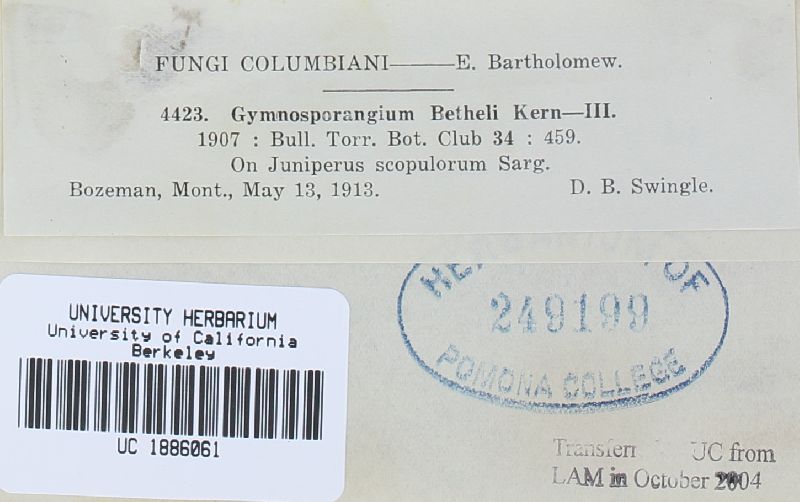 FUNGI COLUMBIANI——E. Bartholomew.
4423. Gymnosporangium Betheli Kern—III.
1907 : Bull. Torr. Bot. Club 34 : 459.
On Juniperus scopulorum Sarg.
Bozeman, Mont., May 13, 1913. D. B. Swingle.
UNIVERSITY HERBARIUM
University of California
Berkeley
UC 1886061
OF
249199
POMONA COLLEGE
UC from
LAM in October 2004